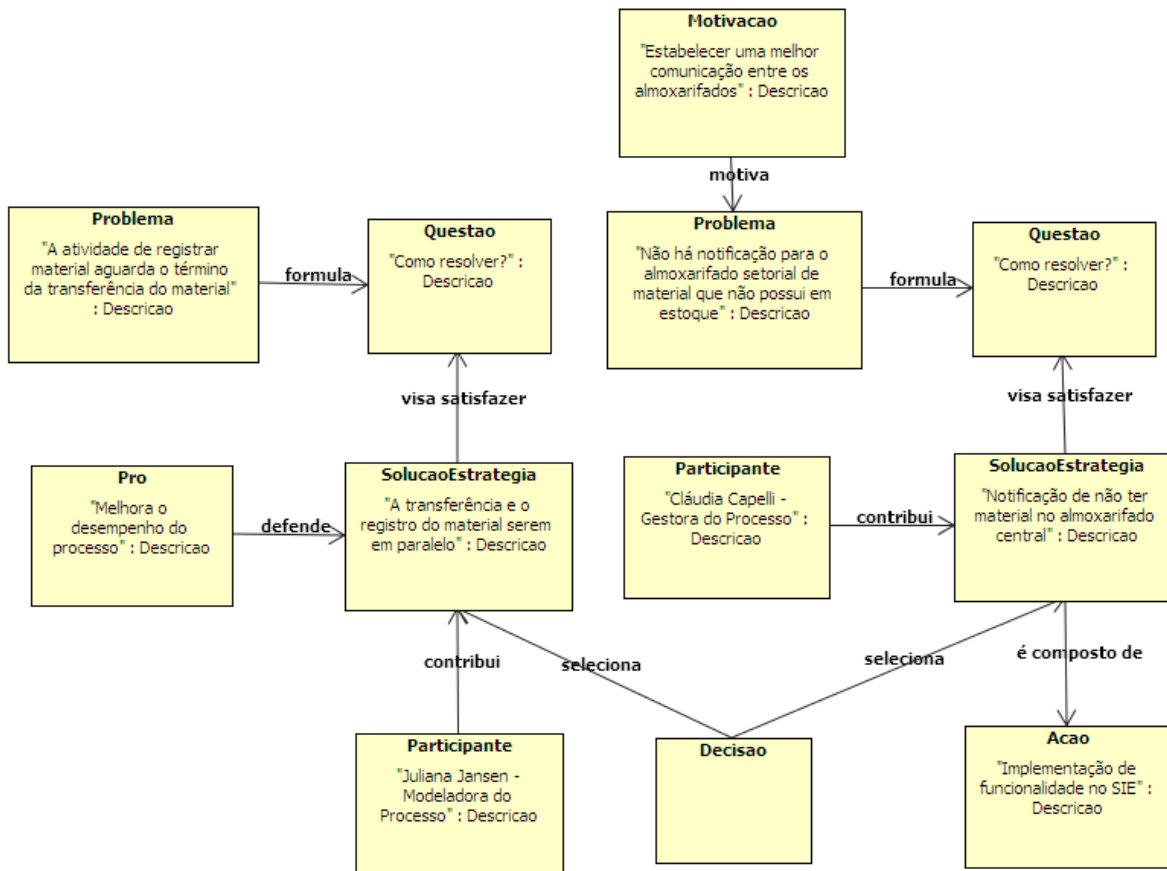 Motivacao
"Estabelecer uma melhor
comunicação entre os
almoxarifados" : Descricao
motiva
Problema
"A atividade de registrar
material aguarda o término
da transferência do material"
: Descricao
formula
Questao
"Como resolver?" :
Descricao
Problema
"Não há notificação para o
almoxarifado setorial de
material que não possui em
estoque" : Descricao
formula
Questao
"Como resolver?" :
Descricao
visa satisfazer
visa satisfazer
Pro
"Melhora o
desempenho do
processo" : Descricao
defende
SolucaoEstrategia
"A transferência e o
registro do material serem
em paralelo" : Descricao
Participante
"Cláudia Capelli -
Gestora do Processo" :
Descricao
contribui
SolucaoEstrategia
"Notificação de não ter
material no almoxarifado
central" : Descricao
contribui
seleciona
seleciona
é composto de
Participante
"Juliana Jansen -
Modeladora do
Processo" : Descricao
Decisao
Acao
"Implementação de
funcionalidade no SIE" :
Descricao